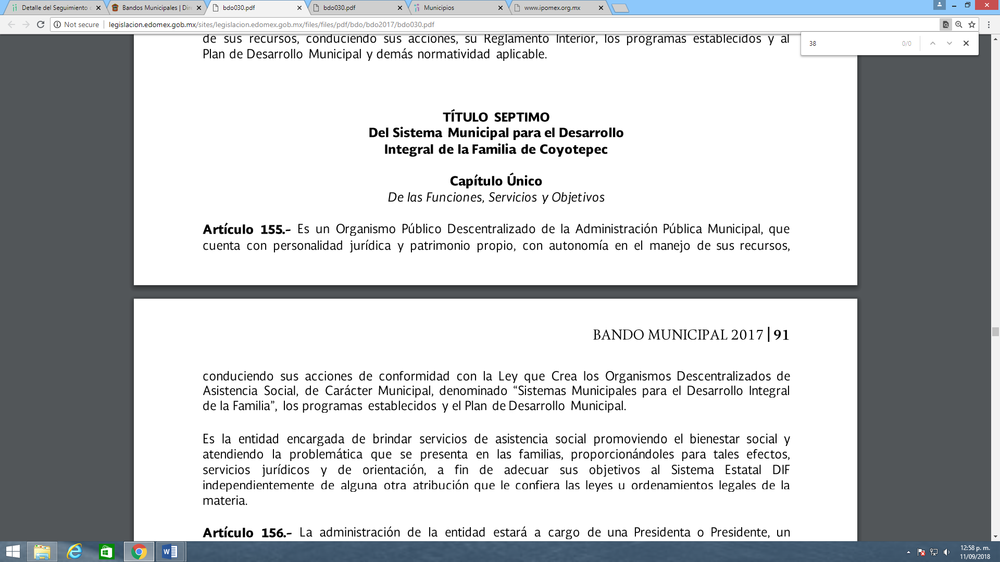 Detalle del Seguimiento
Bandos Municipales | Dir
bdo030.pdf
bdo030.pdf
Municipios
www.ipomex.org.mx
Not secure
legislacion.edomex.gob.mx/sites/legislacion.edomex.gob.mx/files/files/pdf/bdo/bdo2017/bdo030.pdf
38
0/0
de sus recursos, conduciendo sus acciones, su Reglamento Interior, los programas establecidos y al
Plan de Desarrollo Municipal y demás normatividad aplicable.
TÍTULO SEPTIMO
Del Sistema Municipal para el Desarrollo
Integral de la Familia de Coyotepec
Capítulo Único
De las Funciones, Servicios y Objetivos
Artículo 155.- Es un Organismo Público Descentralizado de la Administración Pública Municipal, que
cuenta con personalidad jurídica y patrimonio propio, con autonomía en el manejo de sus recursos,
BANDO MUNICIPAL 2017 | 91
conduciendo sus acciones de conformidad con la Ley que Crea los Organismos Descentralizados de
Asistencia Social, de Carácter Municipal, denominado “Sistemas Municipales para el Desarrollo Integral
de la Familia”, los programas establecidos y el Plan de Desarrollo Municipal.
Es la entidad encargada de brindar servicios de asistencia social promoviendo el bienestar social y
atendiendo la problemática que se presenta en las familias, proporcionándoles para tales efectos,
servicios jurídicos y de orientación, a fin de adecuar sus objetivos al Sistema Estatal DIF
independientemente de alguna otra atribución que le confiera las leyes u ordenamientos legales de la
materia.
Artículo 156.- La administración de la entidad estará a cargo de una Presidenta o Presidente, un
12:58 p. m.
11/09/2018